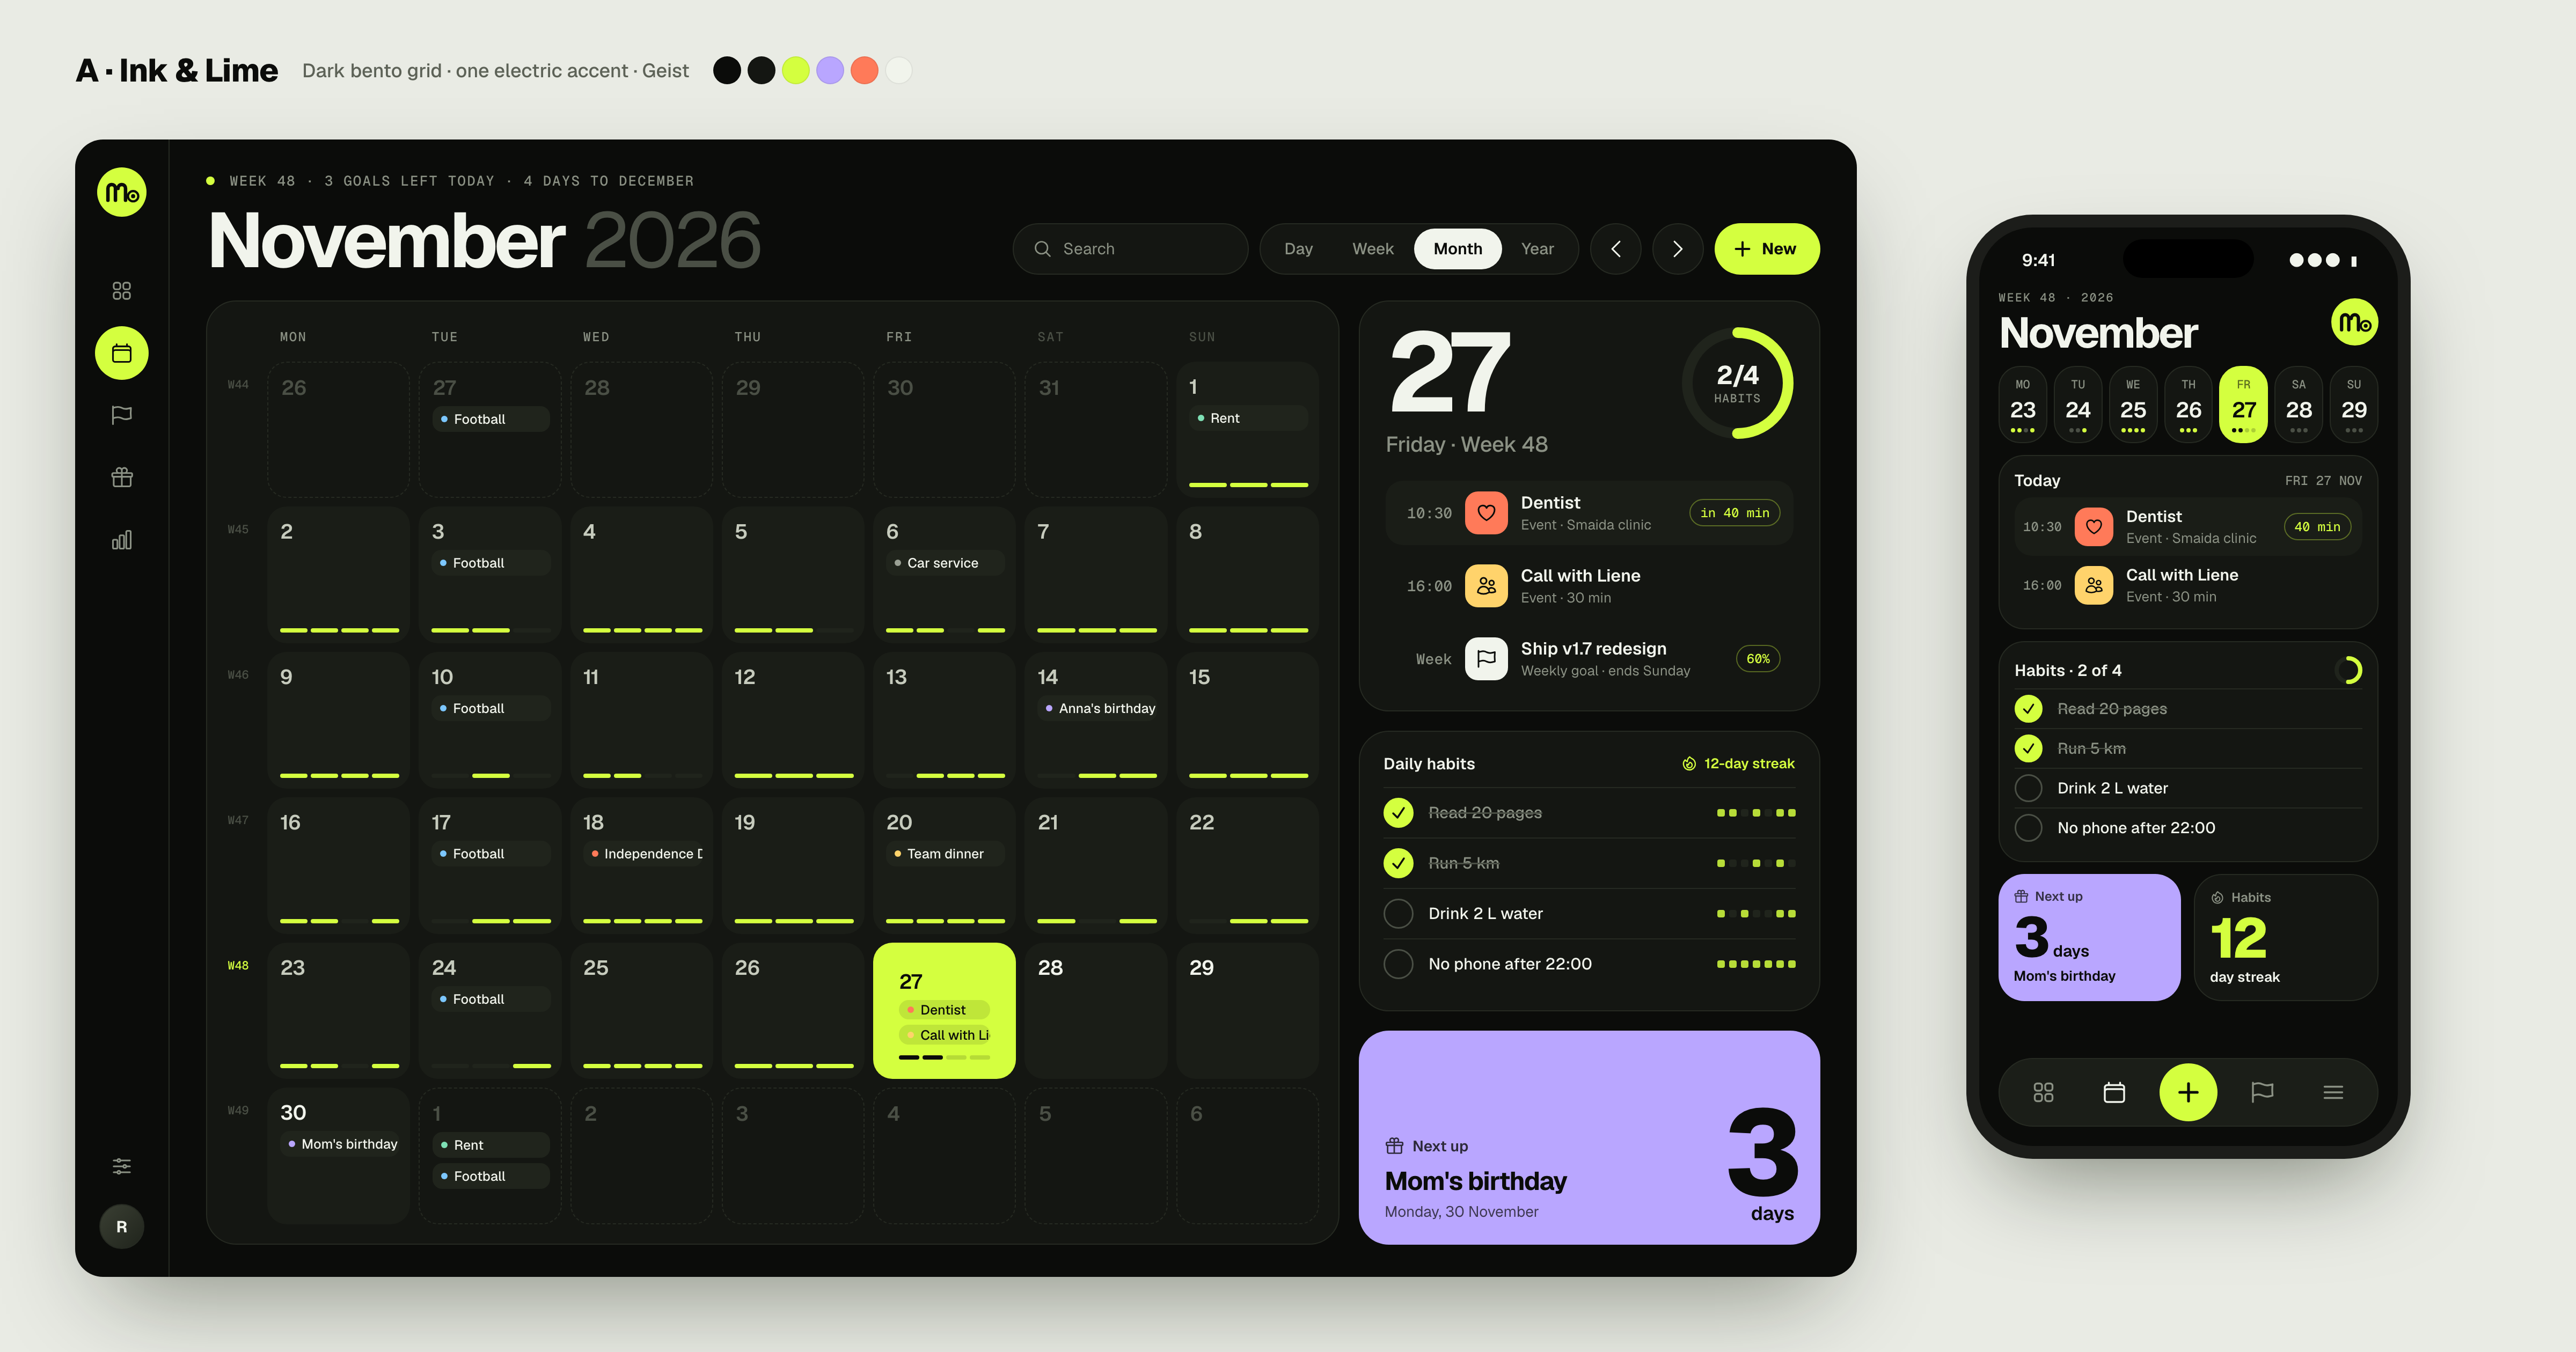 A · Ink & Lime
Dark bento grid · one electric accent · Geist
mo
WEEK 48 · 3 GOALS LEFT TODAY · 4 DAYS TO DECEMBER
November 2026
Search
Day Week Month Year
+ New
MON TUE WED THU FRI SAT SUN
W44 26 27 28 29 30 31 1
Football
Rent
W45 2 3 4 5 6 7 8
Football
Car service
W46 9 10 11 12 13 14 15
Football
Anna's birthday
W47 16 17 18 19 20 21 22
Football
Independence D
Team dinner
W48 23 24 25 26 27 28 29
Football
Dentist
Call with Li
W49 30 1 2 3 4 5 6
Mom's birthday
Rent
Football
R
27
Friday · Week 48
2/4
HABITS
10:30 Dentist in 40 min
Event · Smaida clinic
16:00 Call with Liene
Event · 30 min
Week Ship v1.7 redesign 60%
Weekly goal · ends Sunday
Daily habits 12-day streak
Read 20 pages
Run 5 km
Drink 2 L water
No phone after 22:00
Next up
Mom's birthday
Monday, 30 November
3
days
9:41
WEEK 48 · 2026
November
mo
MO TU WE TH FR SA SU
23 24 25 26 27 28 29
Today FRI 27 NOV
10:30 Dentist 40 min
Event · Smaida clinic
16:00 Call with Liene
Event · 30 min
Habits · 2 of 4
Read 20 pages
Run 5 km
Drink 2 L water
No phone after 22:00
Next up
3 days
Mom's birthday
Habits
12
day streak